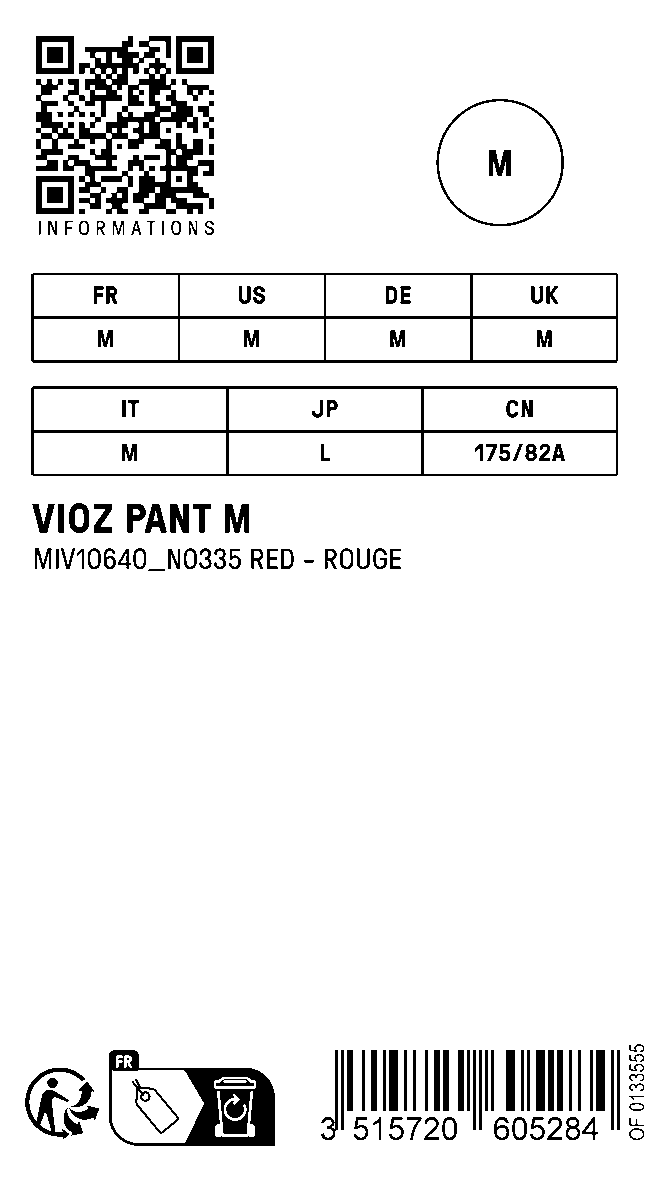 INFORMATIONS
M
FR US DE UK
M M M M
IT JP CN
M L 175/82A
VIOZ PANT M
MIV10640_N0335 RED - ROUGE
FR
3 515720 605284
OF 0133555